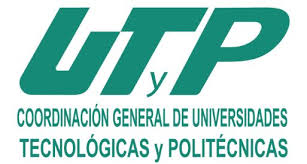 UTyP
COORDINACIÓN GENERAL DE UNIVERSIDADES
TECNOLÓGICAS y POLITÉCNICAS